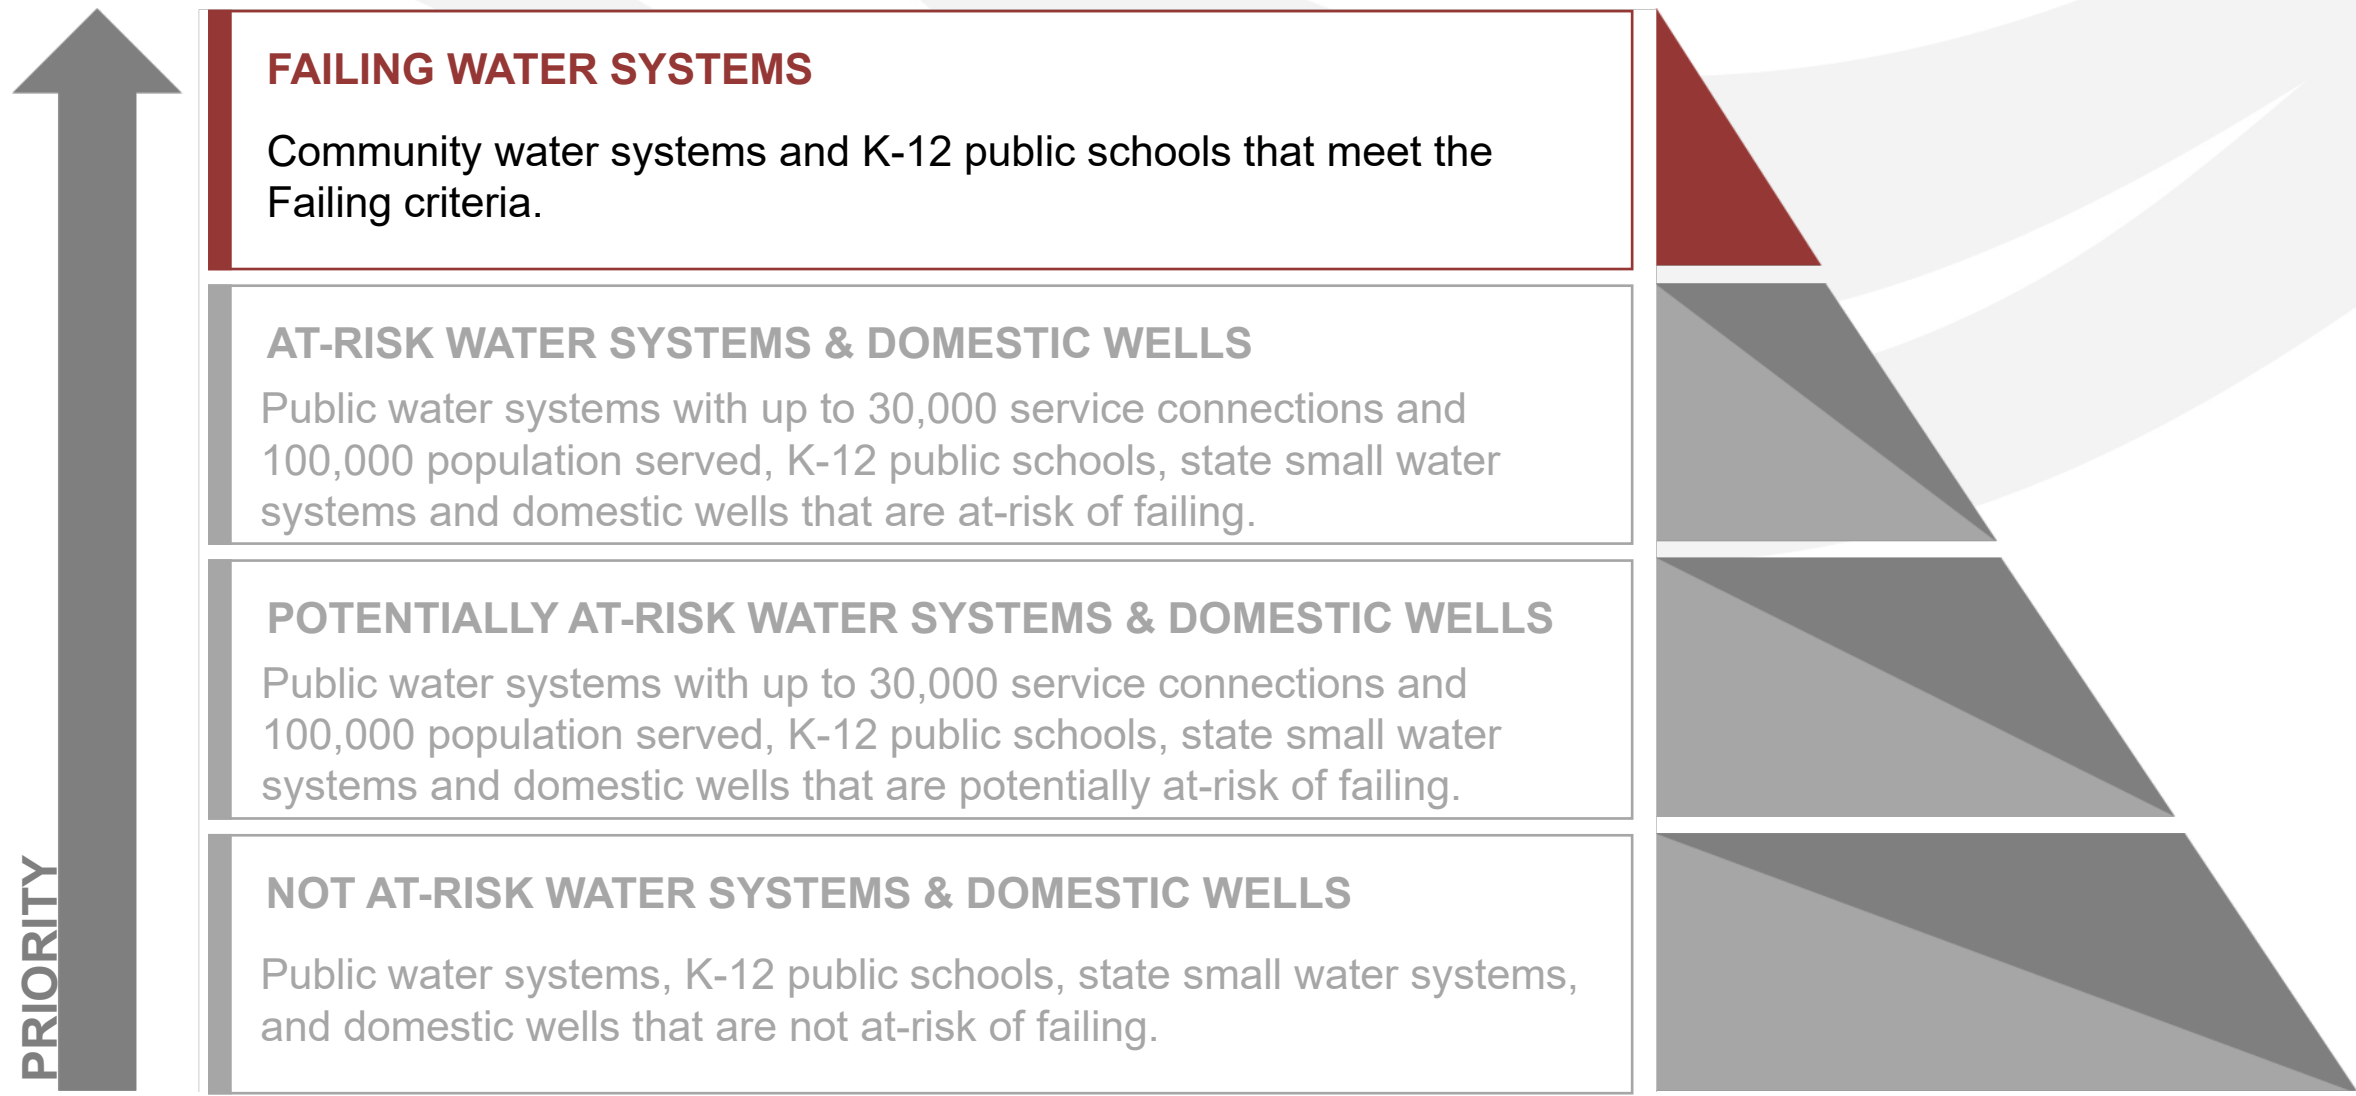 FAILING WATER SYSTEMS
Community water systems and K-12 public schools that meet the
Failing criteria.
AT-RISK WATER SYSTEMS & DOMESTIC WELLS
Public water systems with up to 30,000 service connections and
100,000 population served, K-12 public schools, state small water
systems and domestic wells that are at-risk of failing.
POTENTIALLY AT-RISK WATER SYSTEMS & DOMESTIC WELLS
Public water systems with up to 30,000 service connections and
100,000 population served, K-12 public schools, state small water
systems and domestic wells that are potentially at-risk of failing.
NOT AT-RISK WATER SYSTEMS & DOMESTIC WELLS
Public water systems, K-12 public schools, state small water systems,
and domestic wells that are not at-risk of failing.
PRIORITY